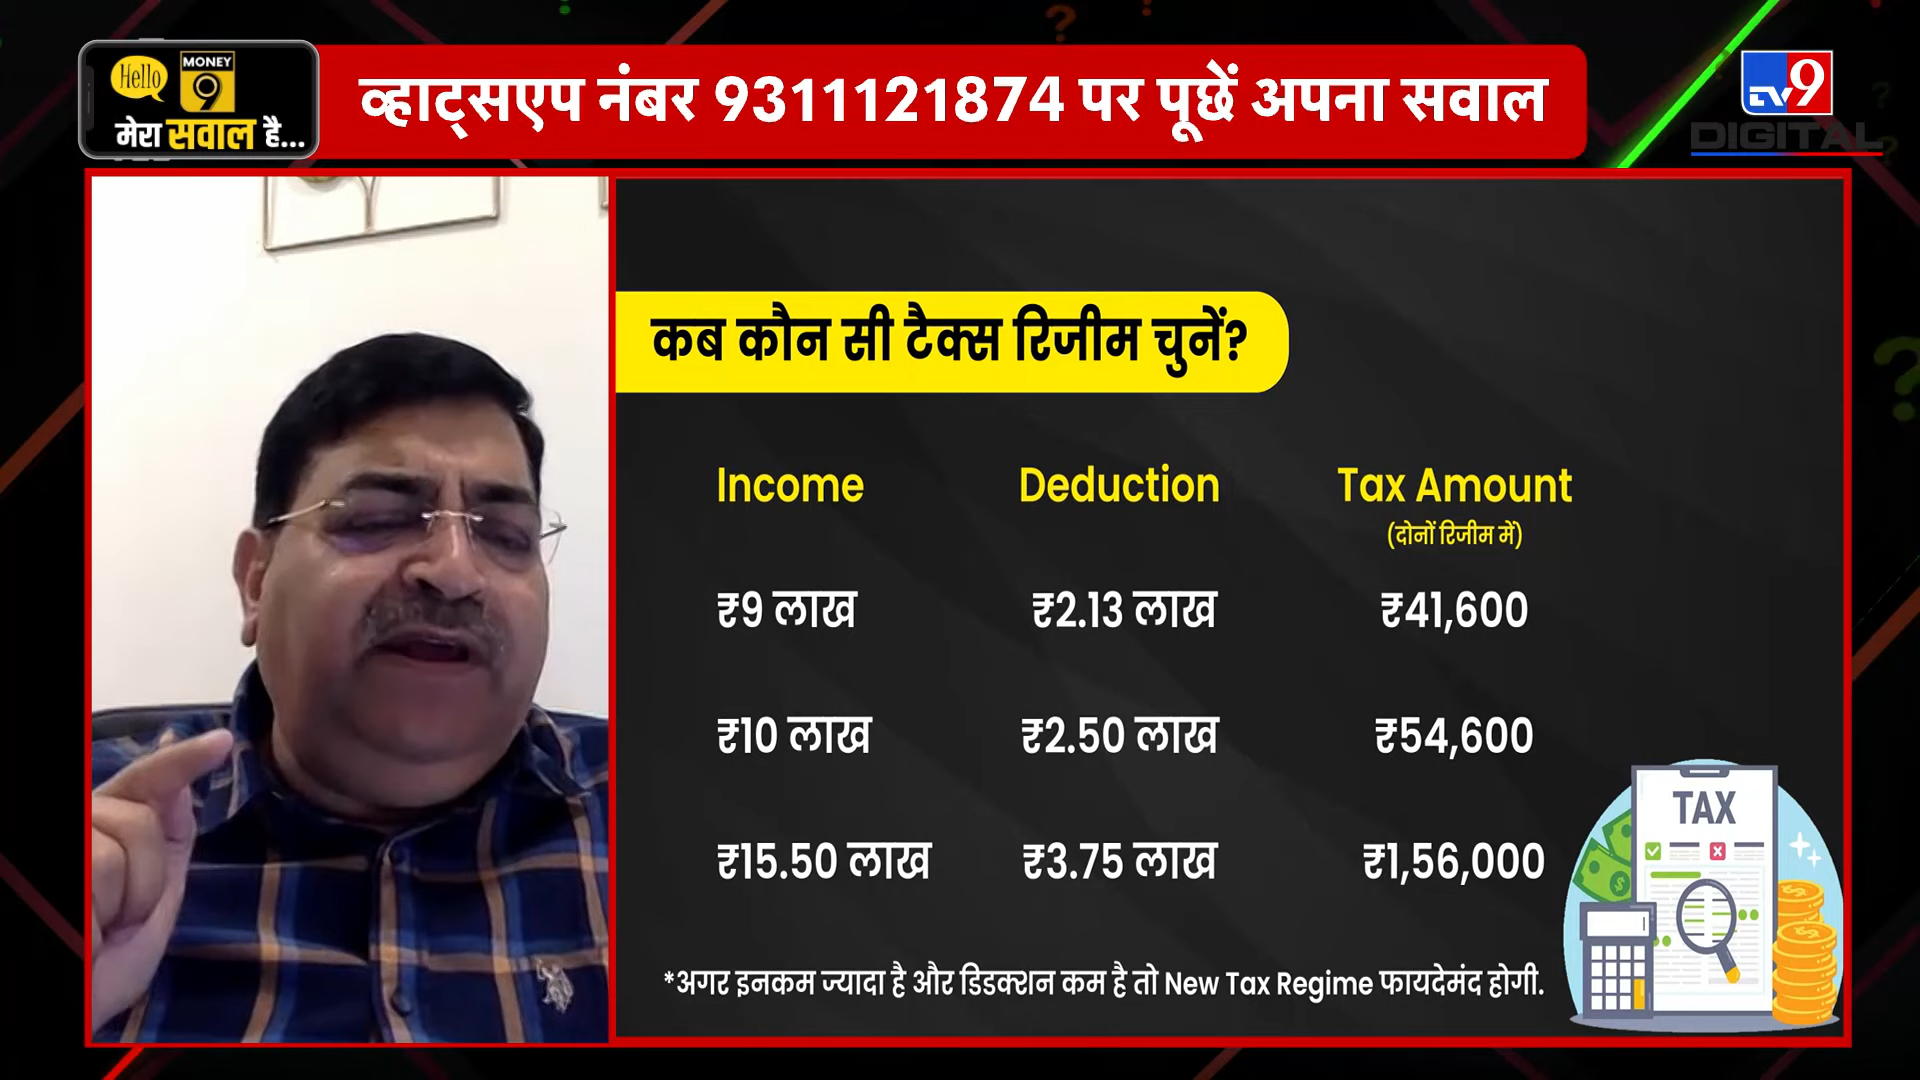 Hello
MONEY
9
मेरा सवाल है...
व्हाट्सएप नंबर 9311121874 पर पूछें अपना सवाल
TV9
DIGITAL
कब कौन सी टैक्स रिजीम चुनें?
Income Deduction Tax Amount
(दोनों रिजीम में)
₹9 लाख ₹2.13 लाख ₹41,600
₹10 लाख ₹2.50 लाख ₹54,600
₹15.50 लाख ₹3.75 लाख ₹1,56,000
TAX
*अगर इनकम ज्यादा है और डिडक्शन कम है तो New Tax Regime फायदेमंद होगी.